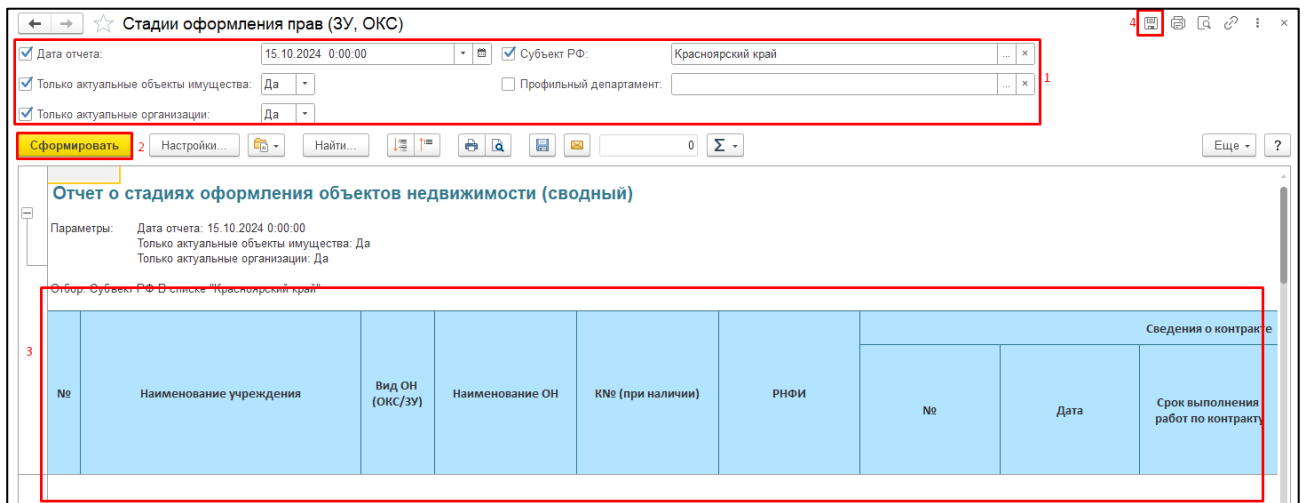 Стадии оформления прав (ЗУ, ОКС)
4
Дата отчета: 15.10.2024 0:00:00 Субъект РФ: Красноярский край ... ×
Только актуальные объекты имущества: Да Профильный департамент: ... × 1
Только актуальные организации: Да
Сформировать 2 Настройки... Найти... 0 Σ Еще ?
Отчет о стадиях оформления объектов недвижимости (сводный)
Параметры: Дата отчета: 15.10.2024 0:00:00
Только актуальные объекты имущества: Да
Только актуальные организации: Да
Отбор: Субъект РФ В списке "Красноярский край"
3
Сведения о контракте
№ Наименование учреждения Вид ОН (ОКС/ЗУ) Наименование ОН К№ (при наличии) РНФИ № Дата Срок выполнения работ по контракту